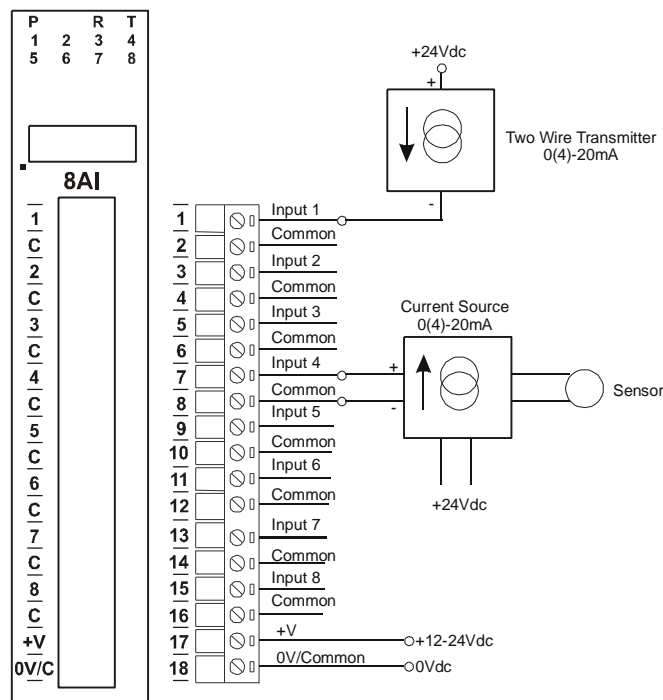 P R T
1 2 3 4
5 6 7 8
8AI
1
C
2
C
3
C
4
C
5
C
6
C
7
C
8
C
+V
0V/C
1 Input 1
2 Common
3 Input 2
4 Common
5 Input 3
6 Common
7 Input 4
8 Common
9 Input 5
10 Common
11 Input 6
12 Common
13 Input 7
14 Common
15 Input 8
16 Common
17 +V +12-24Vdc
18 0V/Common 0Vdc
+24Vdc
+
Two Wire Transmitter
0(4)-20mA
-
Current Source
0(4)-20mA
+
-
Sensor
+24Vdc